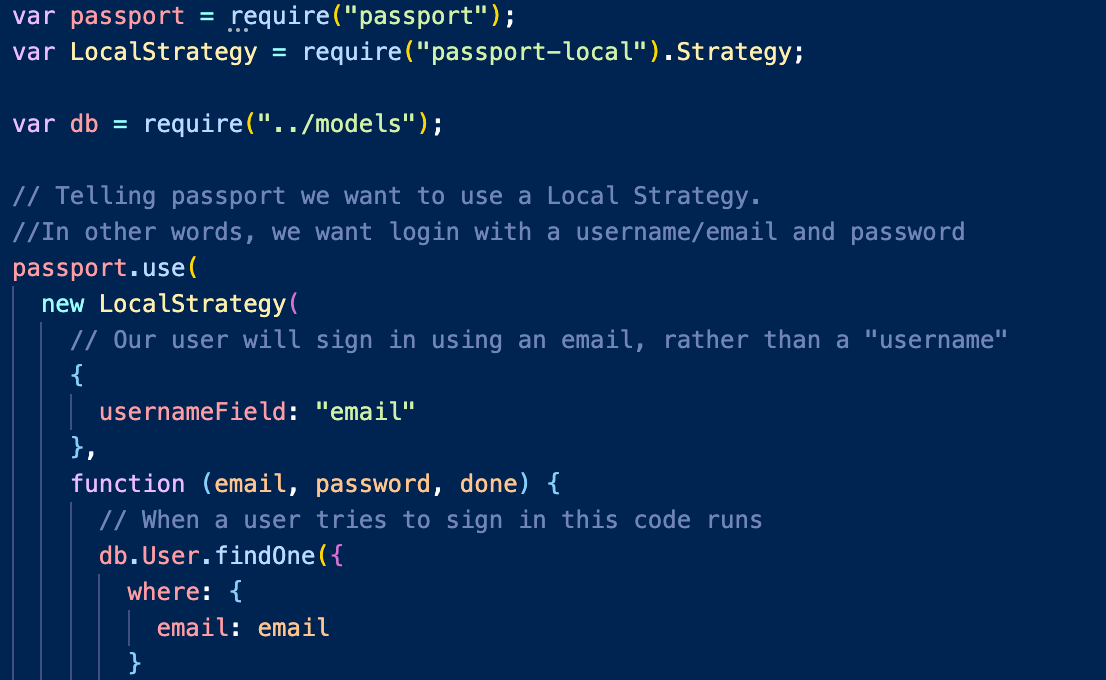 var passport = require("passport");
var LocalStrategy = require("passport-local").Strategy;

var db = require("../models");

// Telling passport we want to use a Local Strategy.
//In other words, we want login with a username/email and password
passport.use(
  new LocalStrategy(
    // Our user will sign in using an email, rather than a "username"
    {
      usernameField: "email"
    },
    function (email, password, done) {
      // When a user tries to sign in this code runs
      db.User.findOne({
        where: {
          email: email
        }